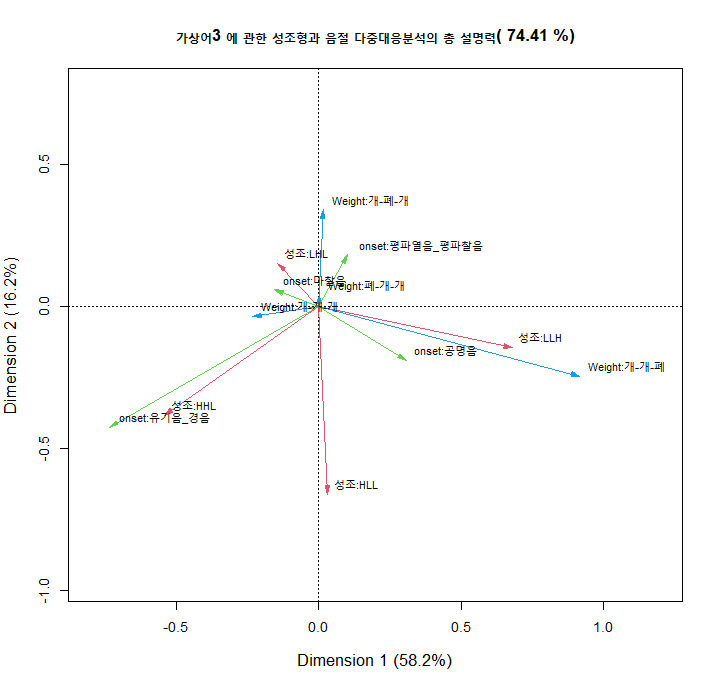 가상어3 에 관한 성조형과 음절 다중대응분석의 총 설명력( 74.41 %)
0.5
Weight:개-폐-개
onset:평파열음_평파찰음
성조:LHL
onset:마찰음
Weight:폐-개-개
0.0
Weight:개-개-개
성조:LLH
onset:공명음
Weight:개-개-폐
성조:HHL
onset:유기음_경음
-0.5
성조:HLL
-1.0
Dimension 2 (16.2%)
-0.5
0.0
0.5
1.0
Dimension 1 (58.2%)